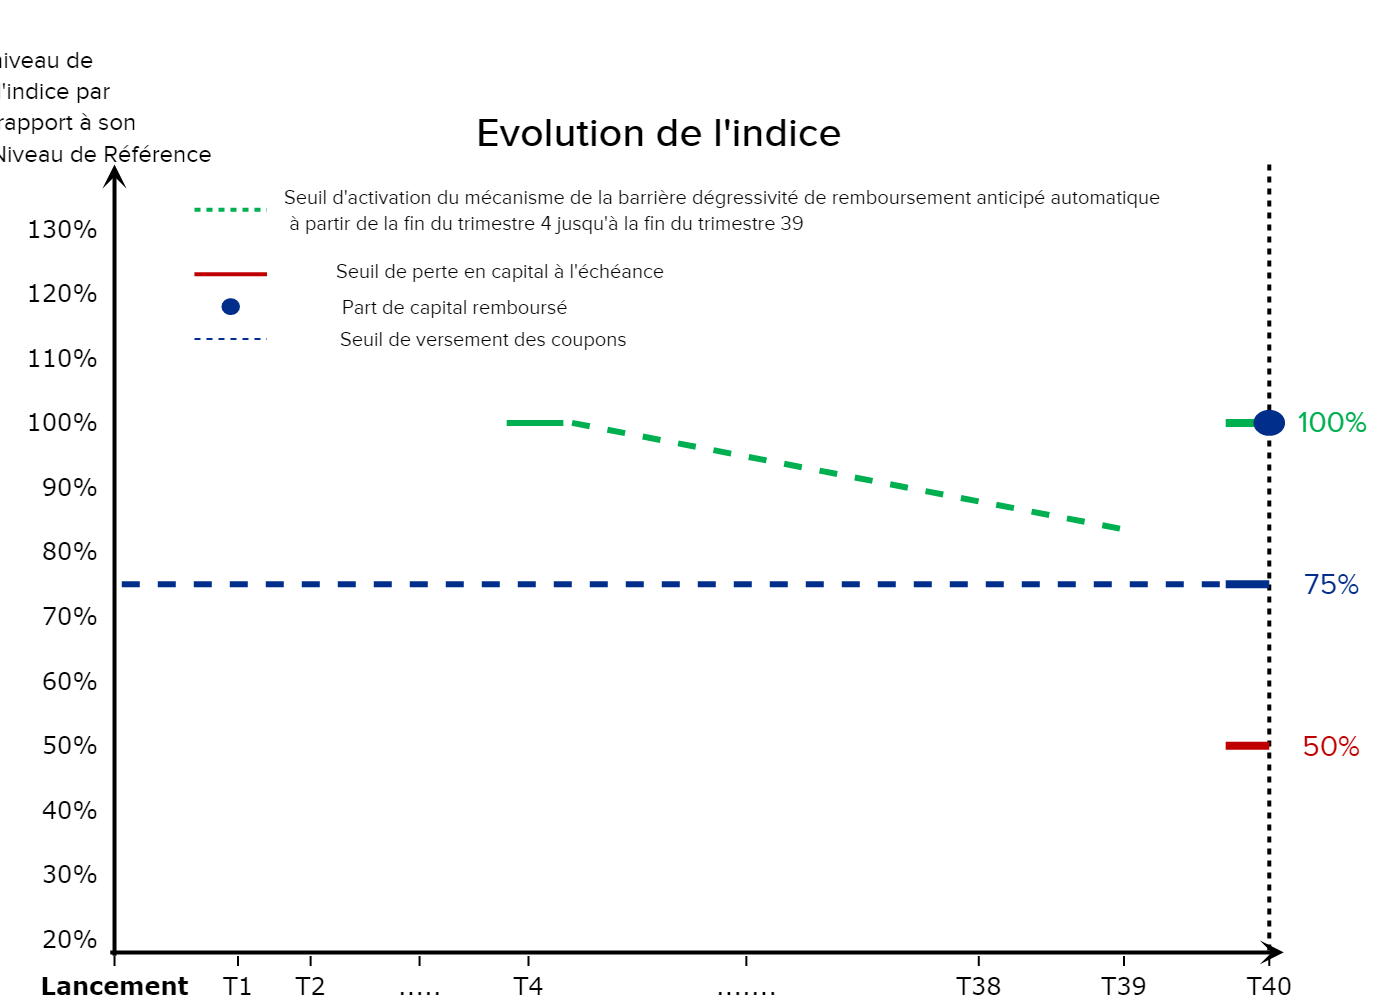 niveau de
l'indice par
rapport à son
Niveau de Référence
Evolution de l'indice
Seuil d'activation du mécanisme de la barrière dégressivité de remboursement anticipé automatique
à partir de la fin du trimestre 4 jusqu'à la fin du trimestre 39
Seuil de perte en capital à l'échéance
Part de capital remboursé
Seuil de versement des coupons
130%
120%
110%
100%
90%
80%
70%
60%
50%
40%
30%
20%
100%
75%
50%
Lancement T1 T2 ..... T4 ....... T38 T39 T40